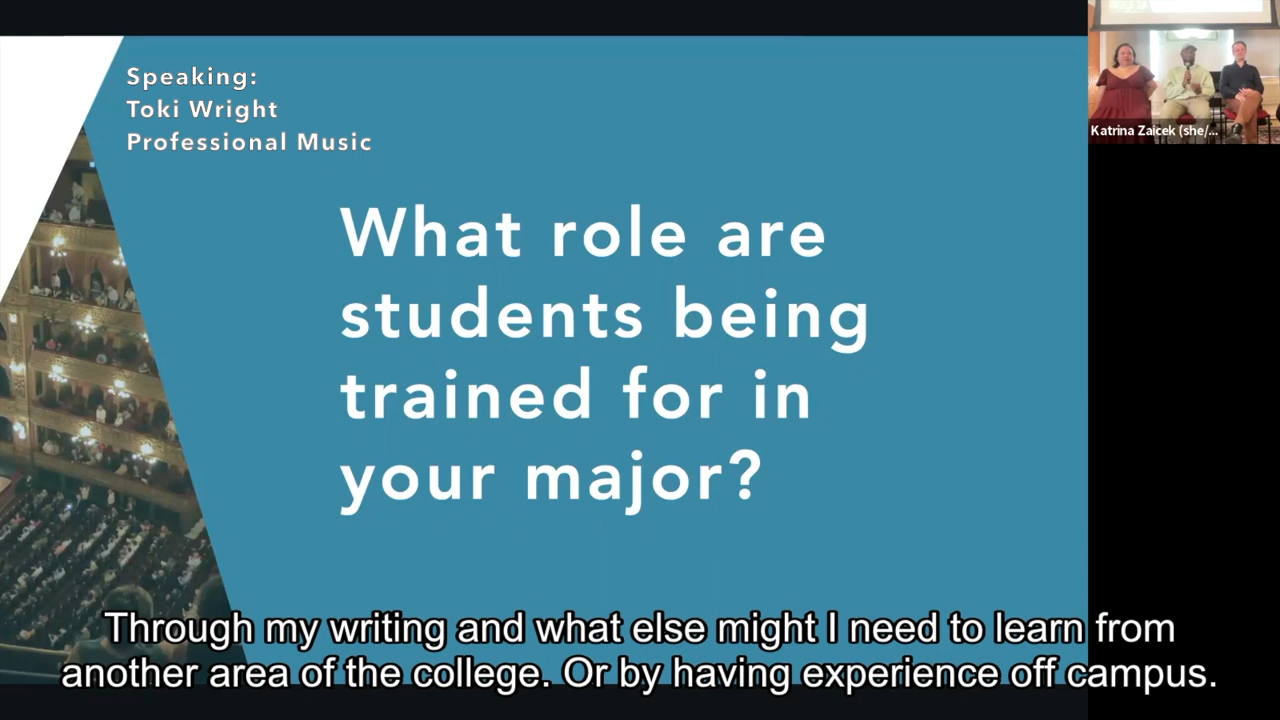 Speaking:
Toki Wright
Professional Music
Katrina Zaicek (she/...
What role are
students being
trained for in
your major?
Through my writing and what else might I need to learn from
another area of the college. Or by having experience off campus.